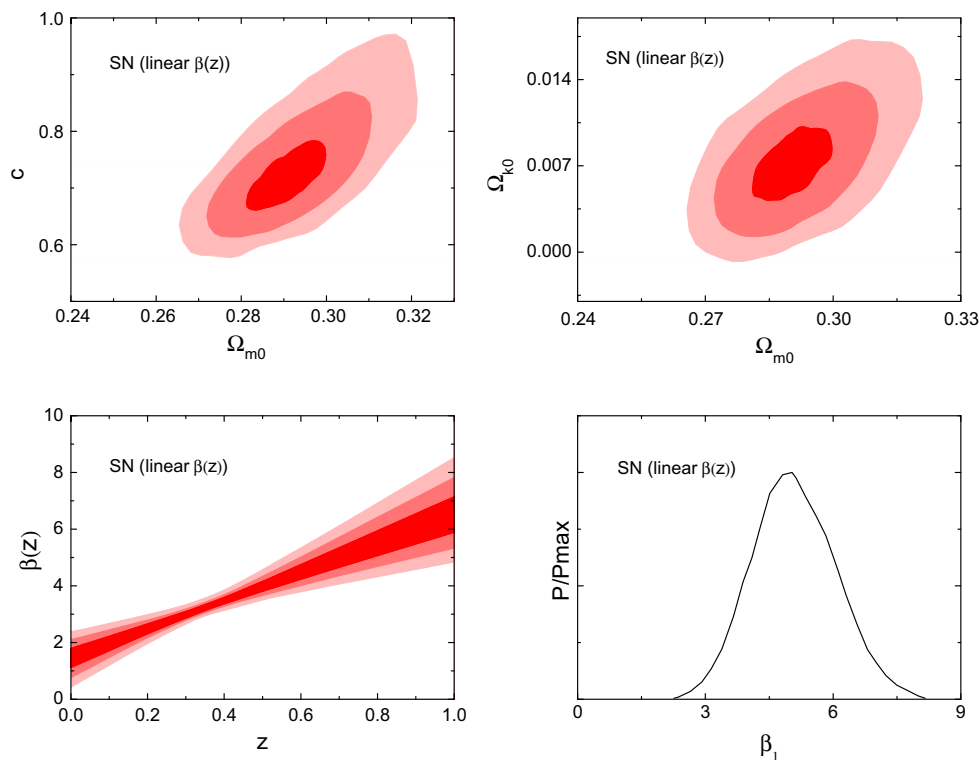 1.0
0.8
0.6
c
SN (linear β(z))
0.24 0.26 0.28 0.30 0.32
Ωm0
0.014
0.007
0.000
Ωk0
SN (linear β(z))
0.24 0.27 0.30 0.33
Ωm0
10
8
6
4
2
0
β(z)
SN (linear β(z))
0.0 0.2 0.4 0.6 0.8 1.0
z
P/Pmax
SN (linear β(z))
0 3 6 9
β1